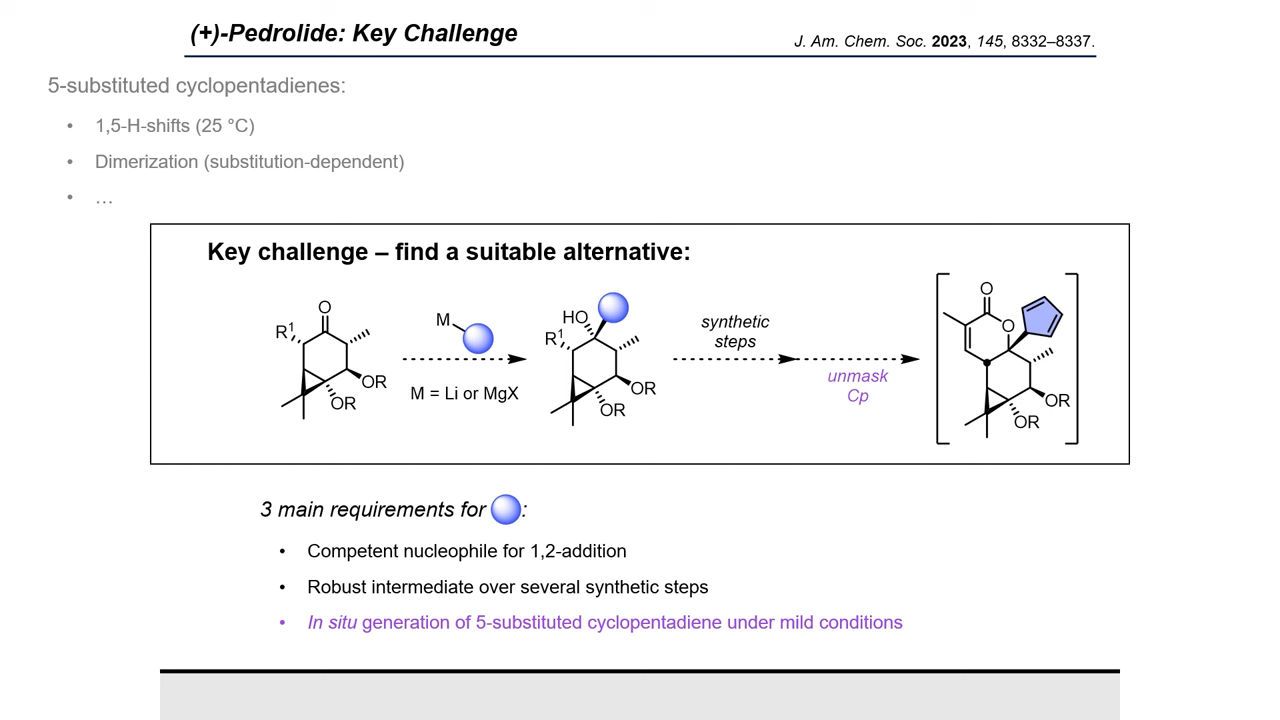 (+)-Pedrolide: Key Challenge
J. Am. Chem. Soc. 2023, 145, 8332–8337.
5-substituted cyclopentadienes:
• 1,5-H-shifts (25 °C)
• Dimerization (substitution-dependent)
• …
Key challenge – find a suitable alternative:
O
R1
OR
OR
M
M = Li or MgX
HO
R1
OR
OR
synthetic
steps
unmask
Cp
O
O
OR
OR
3 main requirements for :
• Competent nucleophile for 1,2-addition
• Robust intermediate over several synthetic steps
• In situ generation of 5-substituted cyclopentadiene under mild conditions